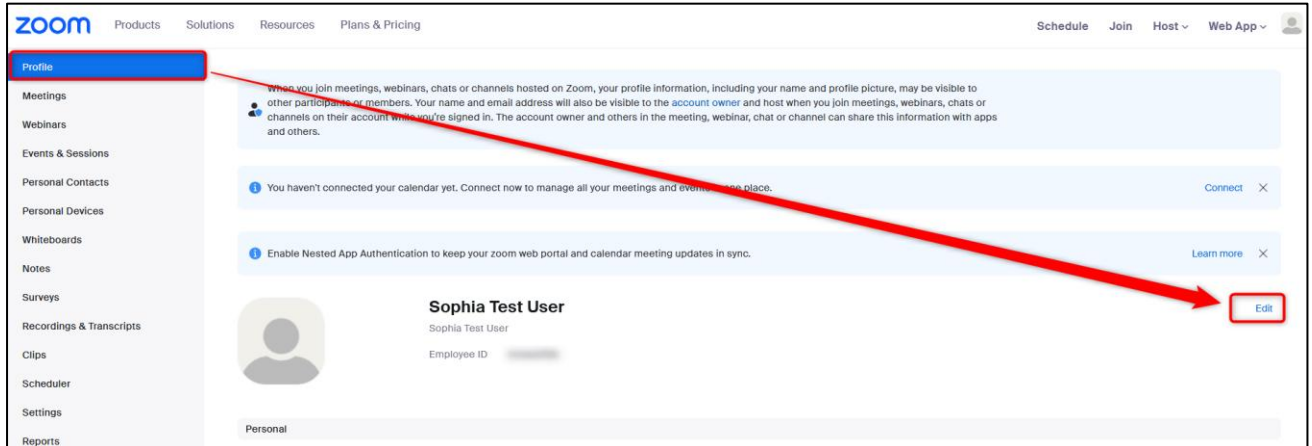 zoom Products Solutions Resources Plans & Pricing Schedule Join Host Web App
Profile
Meetings
Webinars
Events & Sessions
Personal Contacts
Personal Devices
Whiteboards
Notes
Surveys
Recordings & Transcripts
Clips
Scheduler
Settings
Reports
When you join meetings, webinars, chats or channels hosted on Zoom, your profile information, including your name and profile picture, may be visible to
other participants or members. Your name and email address will also be visible to the account owner and host when you join meetings, webinars, chats or
channels on their account while you're signed in. The account owner and others in the meeting, webinar, chat or channel can share this information with apps
and others.
You haven't connected your calendar yet. Connect now to manage all your meetings and events one place. Connect
Enable Nested App Authentication to keep your zoom web portal and calendar meeting updates in sync. Learn more
Sophia Test User Edit
Sophia Test User
Employee ID
Personal